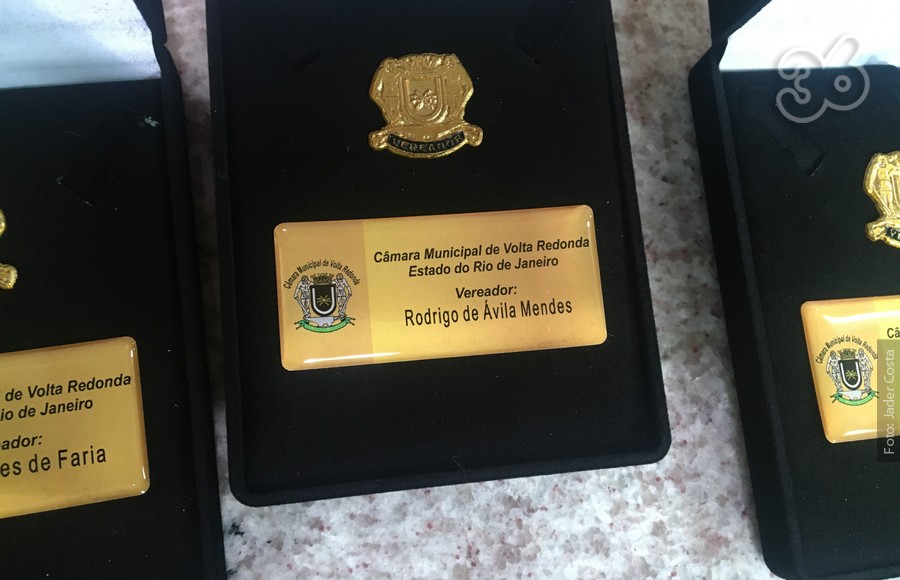 VEREADOR
Câmara Municipal de Volta Redonda
Câmara Municipal de Volta Redonda
Estado do Rio de Janeiro
Vereador:
Rodrigo de Ávila Mendes
de Volta Redonda
io de Janeiro
eador:
es de Faria
Câmara Municipal de Volta Redonda
Câ
Foto: Jader Costa
36